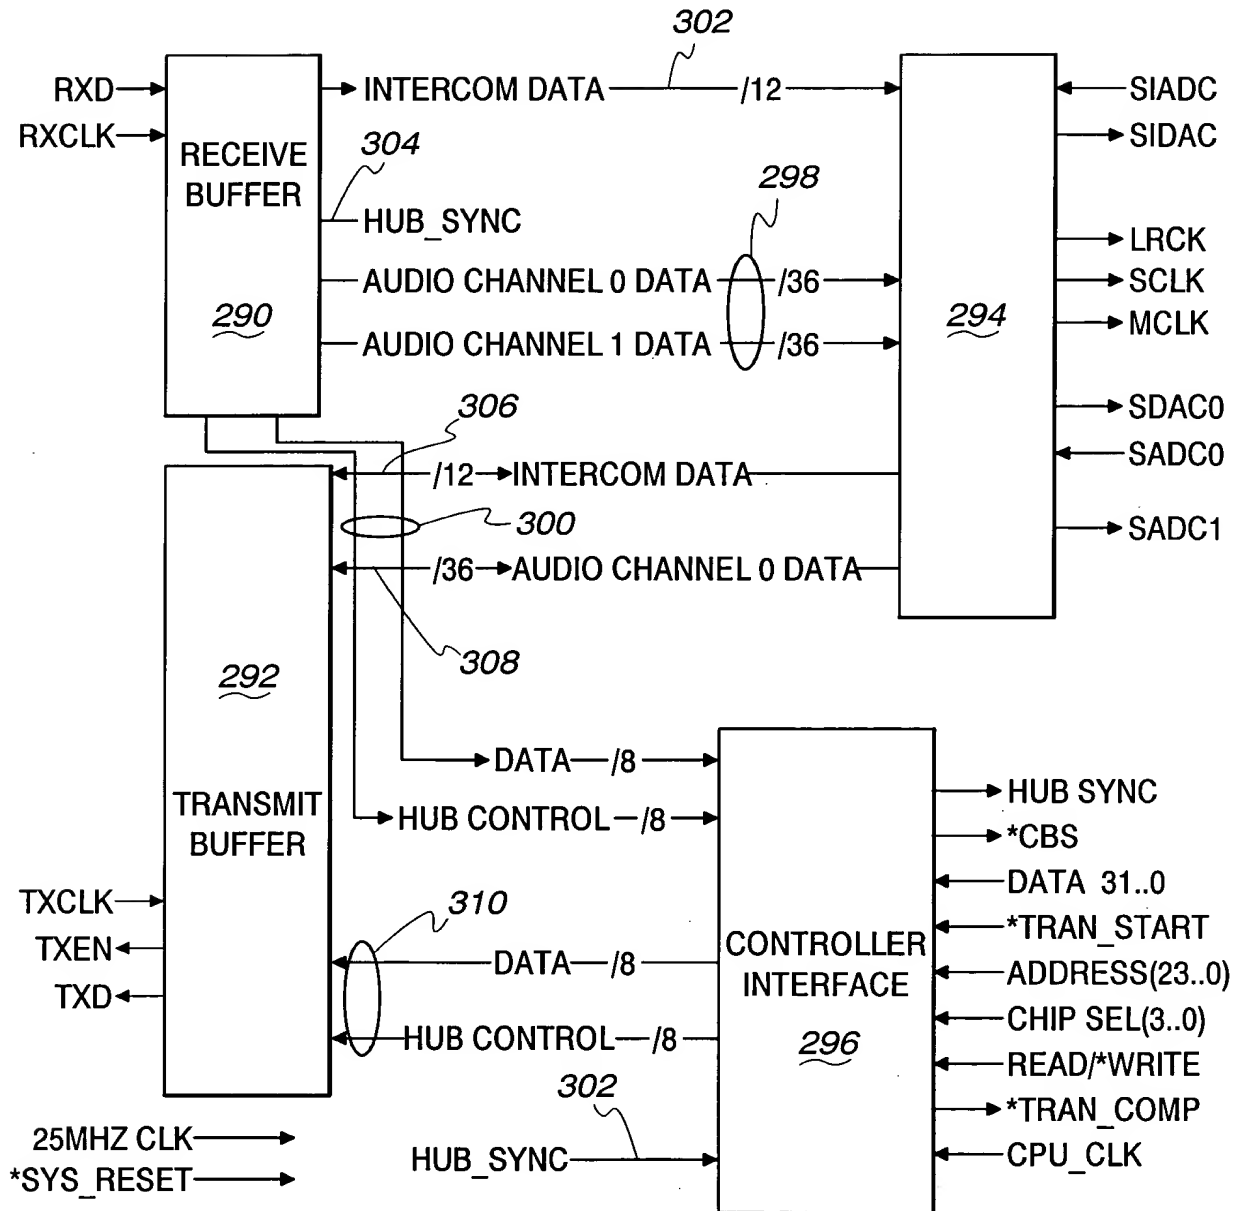 302
RXD
INTERCOM DATA
/12
SIADC
RXCLK
RECEIVE
BUFFER
304
SIDAC
298
HUB_SYNC
LRCK
AUDIO CHANNEL 0 DATA
/36
SCLK
290
294
MCLK
AUDIO CHANNEL 1 DATA
/36
306
SDAC0
/12
INTERCOM DATA
SADC0
300
SADC1
/36
AUDIO CHANNEL 0 DATA
308
292
DATA
/8
HUB SYNC
TRANSMIT
BUFFER
HUB CONTROL
/8
*CBS
DATA 31..0
TXCLK
310
*TRAN_START
TXEN
DATA
/8
CONTROLLER
INTERFACE
ADDRESS(23..0)
TXD
CHIP SEL(3..0)
HUB CONTROL
/8
296
READ/*WRITE
302
*TRAN_COMP
25MHZ CLK
HUB_SYNC
CPU_CLK
*SYS_RESET